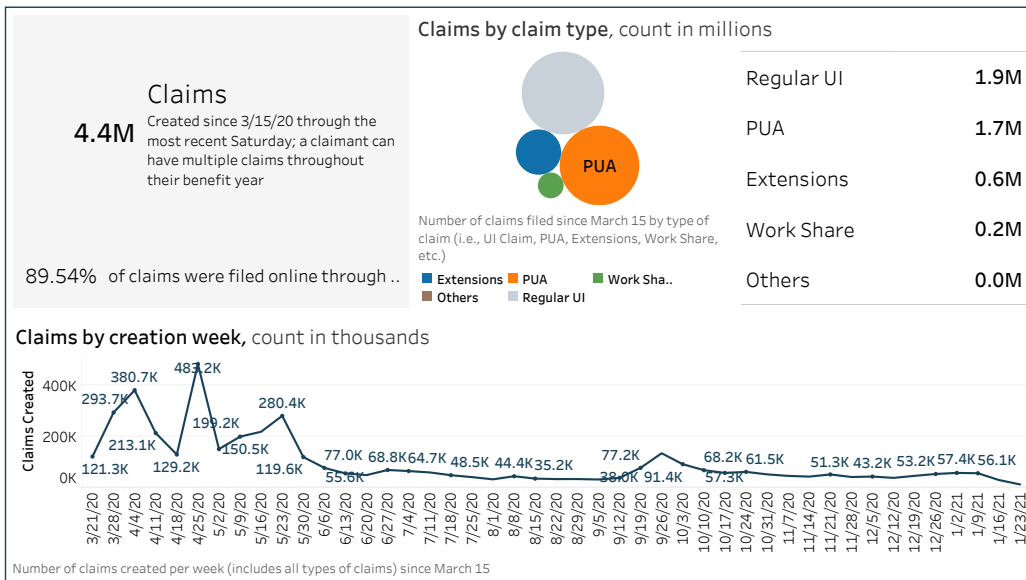 Claims
4.4M
Created since 3/15/20 through the
most recent Saturday; a claimant can
have multiple claims throughout
their benefit year
89.54% of claims were filed online through ..
Claims by claim type, count in millions
PUA
Number of claims filed since March 15 by type of
claim (i.e., UI Claim, PUA, Extensions, Work Share,
etc.)
Extensions PUA Work Sha..
Others Regular UI
Regular UI 1.9M
PUA 1.7M
Extensions 0.6M
Work Share 0.2M
Others 0.0M
Claims by creation week, count in thousands
Claims Created
400K
200K
0K
121.3K
293.7K
380.7K
213.1K
129.2K
483.2K
150.5K
199.2K
280.4K
119.6K
77.0K
55.6K
68.8K
64.7K
48.5K
44.4K
35.2K
38.0K
77.2K
91.4K
68.2K
57.3K
61.5K
51.3K
43.2K
53.2K
57.4K
56.1K
3/21/20
3/28/20
4/4/20
4/11/20
4/18/20
4/25/20
5/2/20
5/9/20
5/16/20
5/23/20
5/30/20
6/6/20
6/13/20
6/20/20
6/27/20
7/4/20
7/11/20
7/18/20
7/25/20
8/1/20
8/8/20
8/15/20
8/22/20
8/29/20
9/5/20
9/12/20
9/19/20
9/26/20
10/3/20
10/10/20
10/17/20
10/24/20
10/31/20
11/7/20
11/14/20
11/21/20
11/28/20
12/5/20
12/12/20
12/19/20
12/26/20
1/2/21
1/9/21
1/16/21
1/23/21
Number of claims created per week (includes all types of claims) since March 15